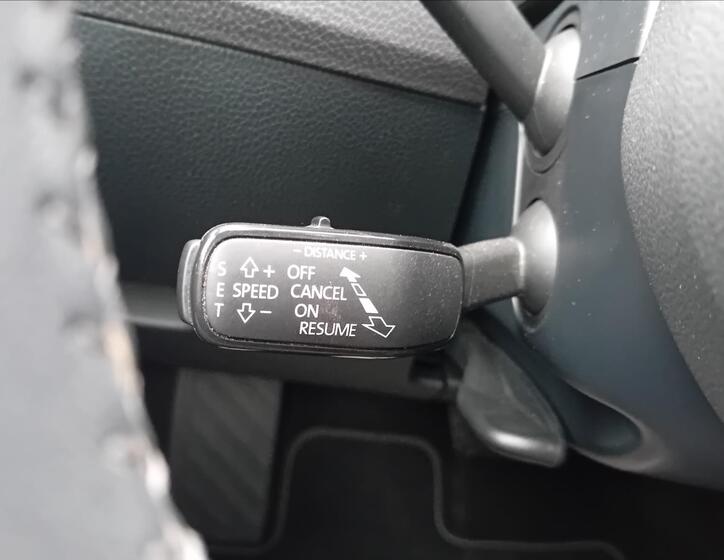 - DISTANCE +
S + OFF
E SPEED CANCEL
T - ON
RESUME